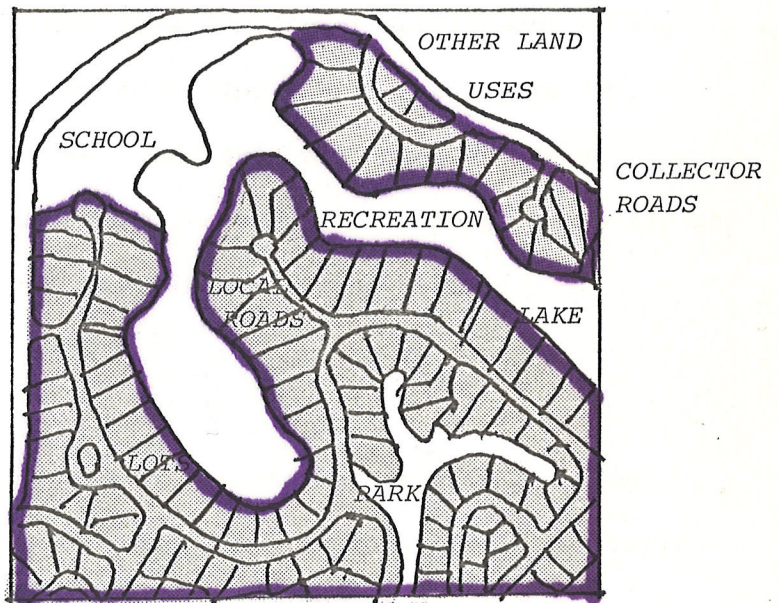 OTHER LAND
USES
SCHOOL
COLLECTOR
ROADS
RECREATION
LOCAL
ROADS
LAKE
LOTS
PARK